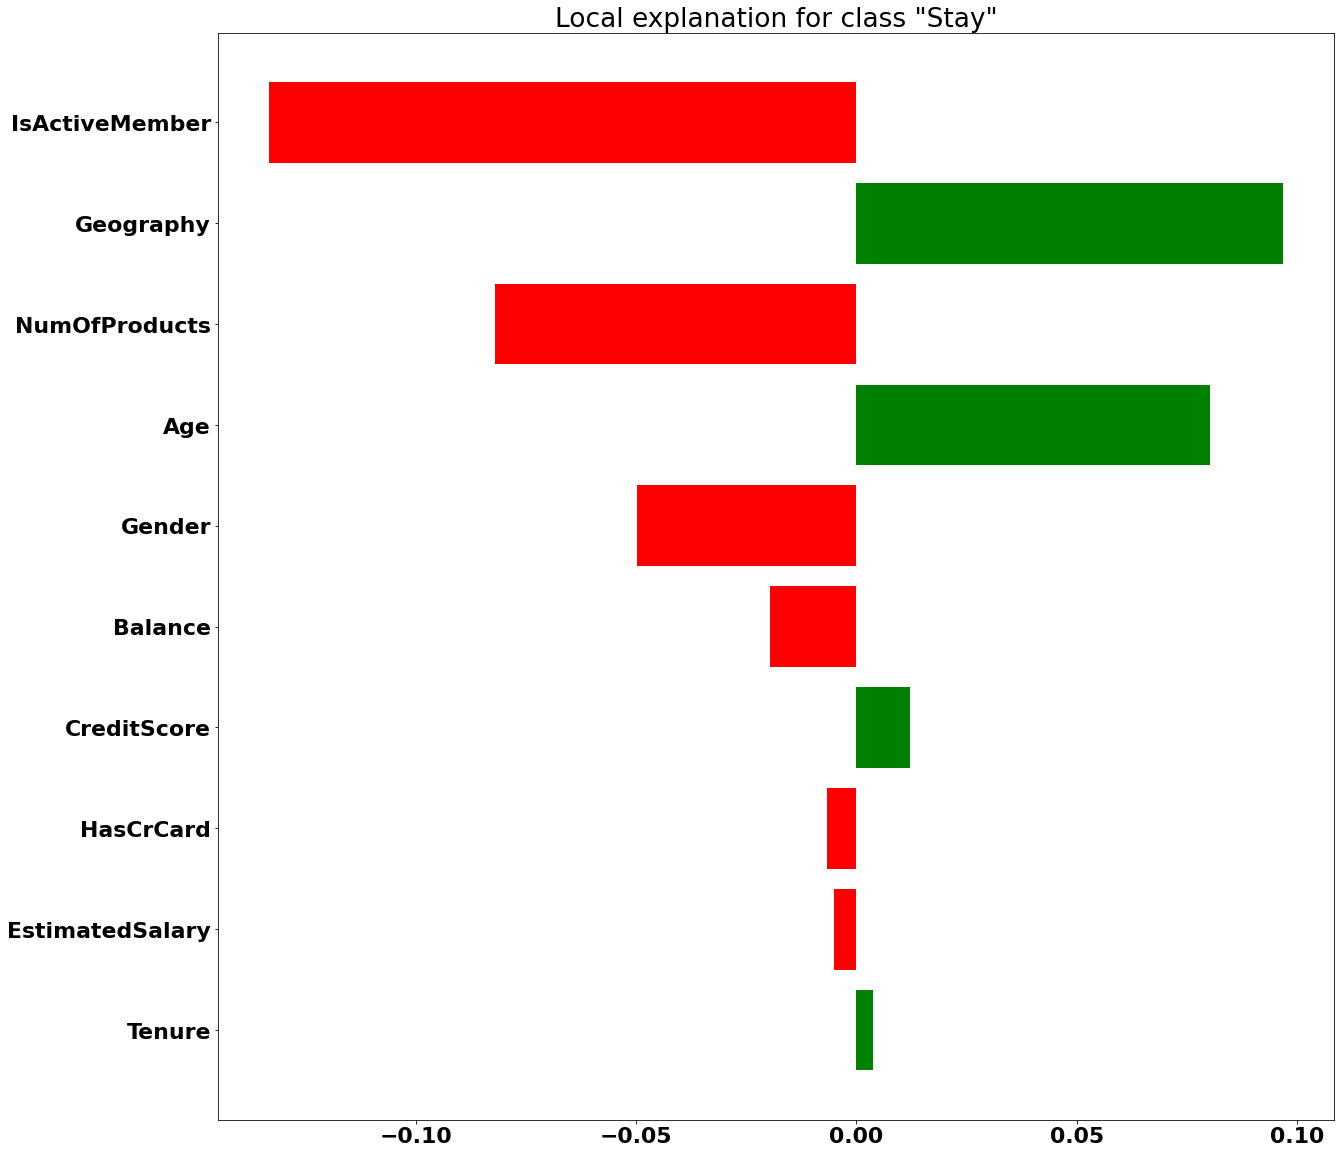 Local explanation for class "Stay"
IsActiveMember
Geography
NumOfProducts
Age
Gender
Balance
CreditScore
HasCrCard
EstimatedSalary
Tenure
−0.10 −0.05 0.00 0.05 0.10